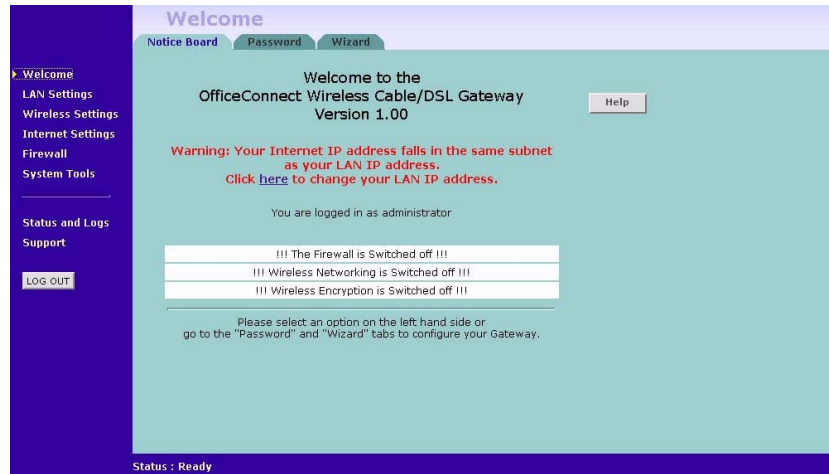 Welcome
Notice Board
Password
Wizard
Welcome
LAN Settings
Wireless Settings
Internet Settings
Firewall
System Tools
Status and Logs
Support
LOG OUT
Welcome to the
OfficeConnect Wireless Cable/DSL Gateway
Version 1.00
Help
Warning: Your Internet IP address falls in the same subnet
as your LAN IP address.
Click here to change your LAN IP address.
You are logged in as administrator
!!! The Firewall is Switched off !!!
!!! Wireless Networking is Switched off !!!
!!! Wireless Encryption is Switched off !!!
Please select an option on the left hand side or
go to the "Password" and "Wizard" tabs to configure your Gateway.
Status : Ready